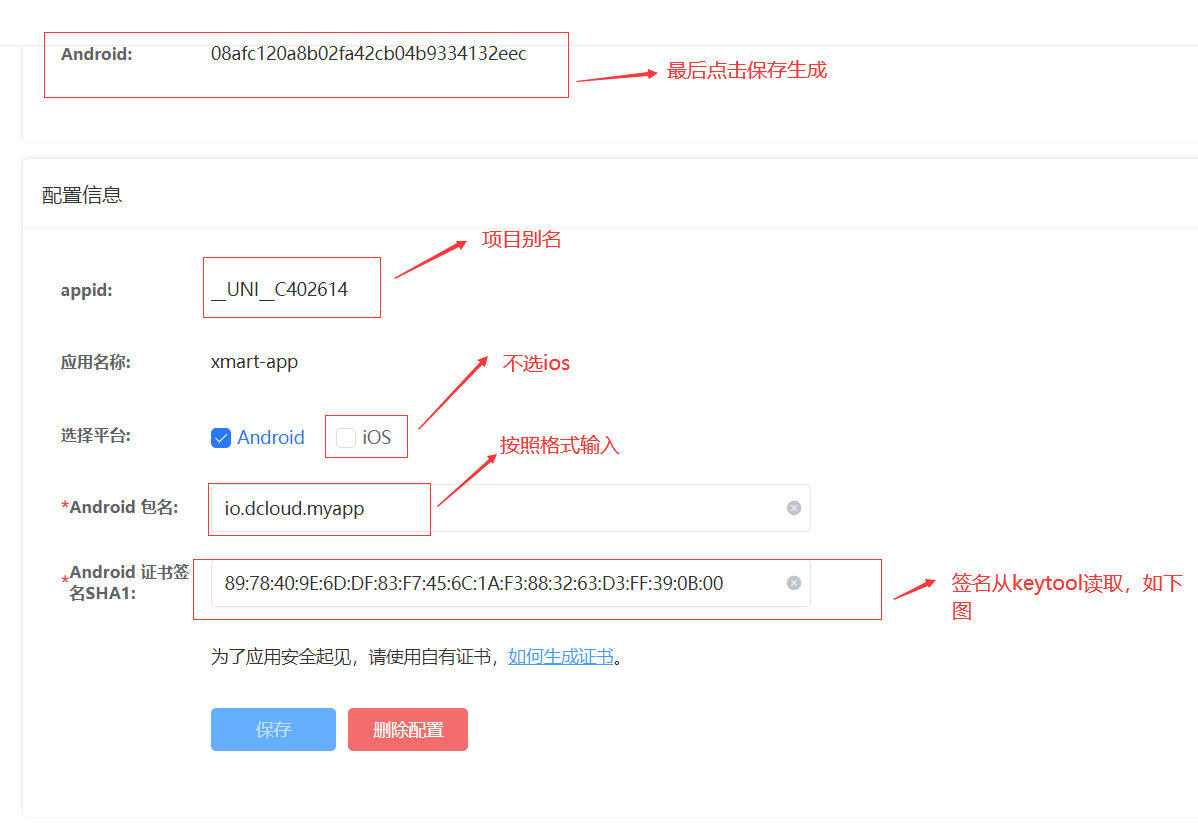 Android: 08afc120a8b02fa42cb04b9334132eec
最后点击保存生成
配置信息
项目别名
appid: __UNI__C402614
应用名称: xmart-app
不选ios
选择平台: Android iOS
按照格式输入
*Android 包名: io.dcloud.myapp
*Android 证书签
名SHA1:
89:78:40:9E:6D:DF:83:F7:45:6C:1A:F3:88:32:63:D3:FF:39:0B:00
签名从keytool读取，如下
图
为了应用安全起见，请使用自有证书，如何生成证书。
保存 删除配置